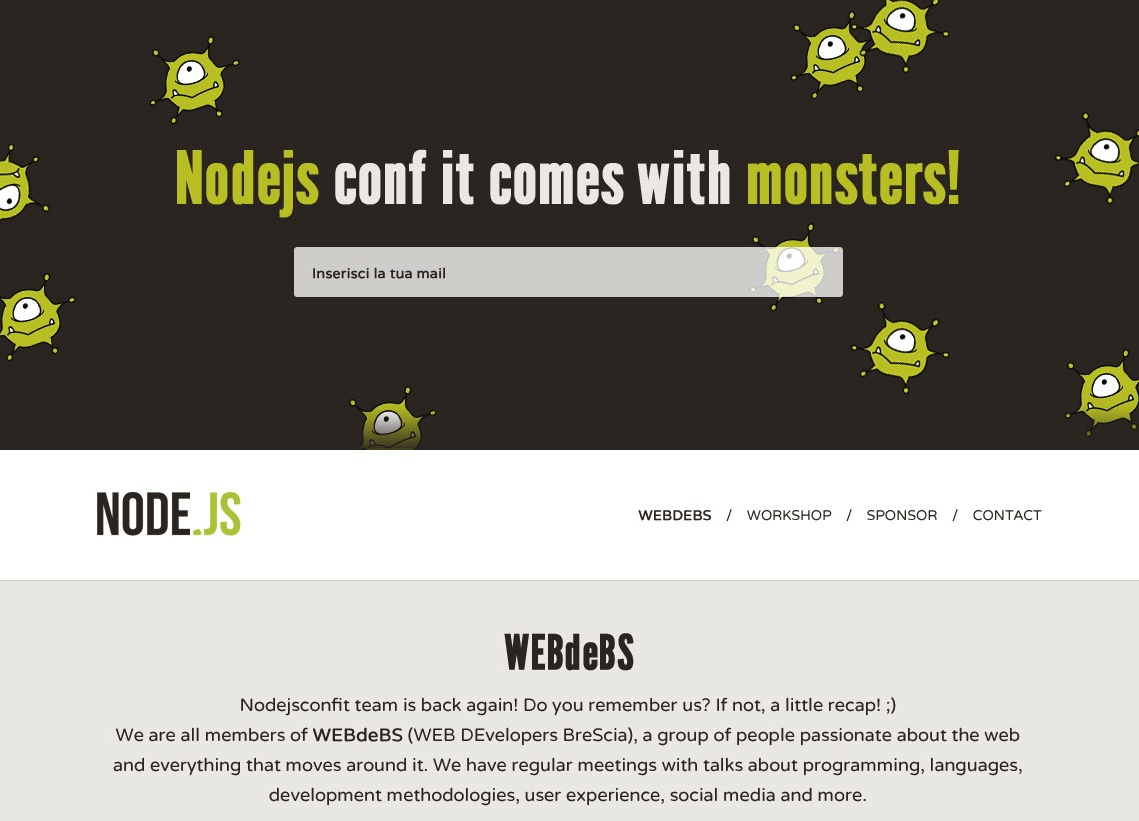 Nodejs conf it comes with monsters!
Inserisci la tua mail
NODE.JS
WEBDEBS / WORKSHOP / SPONSOR / CONTACT
WEBdeBS
Nodejsconfit team is back again! Do you remember us? If not, a little recap! ;)
We are all members of WEBdeBS (WEB DEvelopers BreScia), a group of people passionate about the web
and everything that moves around it. We have regular meetings with talks about programming, languages,
development methodologies, user experience, social media and more.